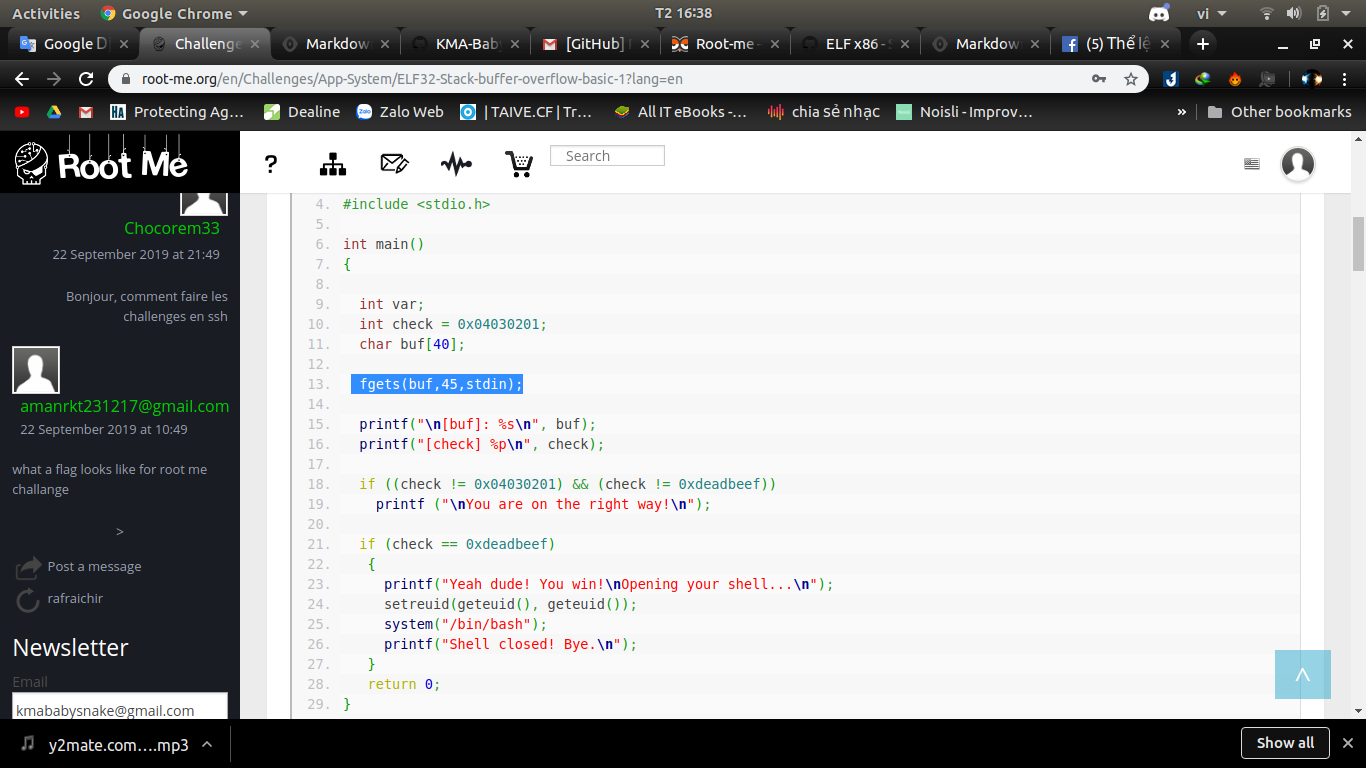 Activities Google Chrome T2 16:38 vi
Google D
Challenge
Markdow
KMA-Bab
[GitHub]
Root-me
ELF x86 -
Markdow
(5) Thể lệ
root-me.org/en/Challenges/App-System/ELF32-Stack-buffer-overflow-basic-1?lang=en
Protecting Ag… Dealine Zalo Web | TAIVE.CF | Tr… All IT eBooks -… chia sẻ nhạc Noisli - Improv… » Other bookmarks
Root Me
? Search
Chocorem33
22 September 2019 at 21:49
Bonjour, comment faire les
challenges en ssh
amanrkt231217@gmail.com
22 September 2019 at 10:49
what a flag looks like for root me
challange
>
Post a message
rafraichir
Newsletter
Email
kmababysnake@gmail.com
4. #include <stdio.h>
5.
6. int main()
7. {
8.
9. int var;
10. int check = 0x04030201;
11. char buf[40];
12.
13. fgets(buf,45,stdin);
14.
15. printf("\n[buf]: %s\n", buf);
16. printf("[check] %p\n", check);
17.
18. if ((check != 0x04030201) && (check != 0xdeadbeef))
19. printf ("\nYou are on the right way!\n");
20.
21. if (check == 0xdeadbeef)
22. {
23. printf("Yeah dude! You win!\nOpening your shell...\n");
24. setreuid(geteuid(), geteuid());
25. system("/bin/bash");
26. printf("Shell closed! Bye.\n");
27. }
28. return 0;
29. }
^
y2mate.com….mp3
Show all